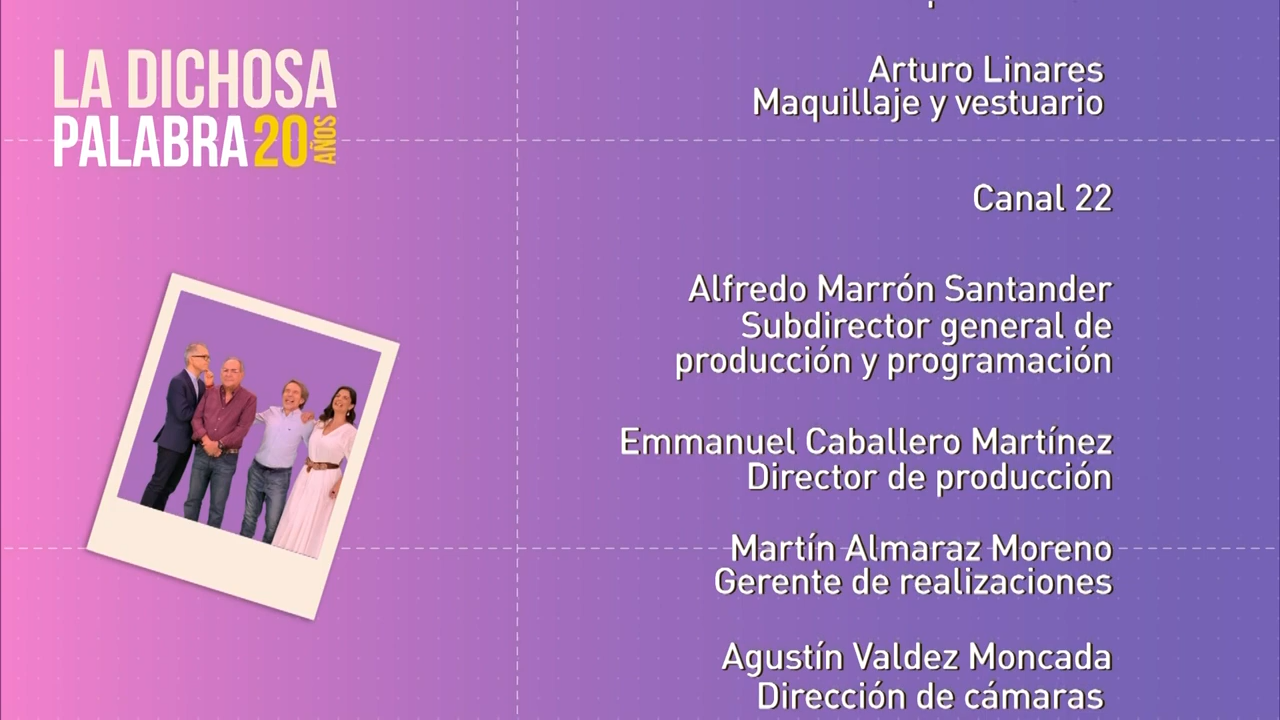 LA DICHOSA
PALABRA 20 AÑOS
Arturo Linares
Maquillaje y vestuario
Canal 22
Alfredo Marrón Santander
Subdirector general de
producción y programación
Emmanuel Caballero Martínez
Director de producción
Martín Almaraz Moreno
Gerente de realizaciones
Agustín Valdez Moncada
Dirección de cámaras